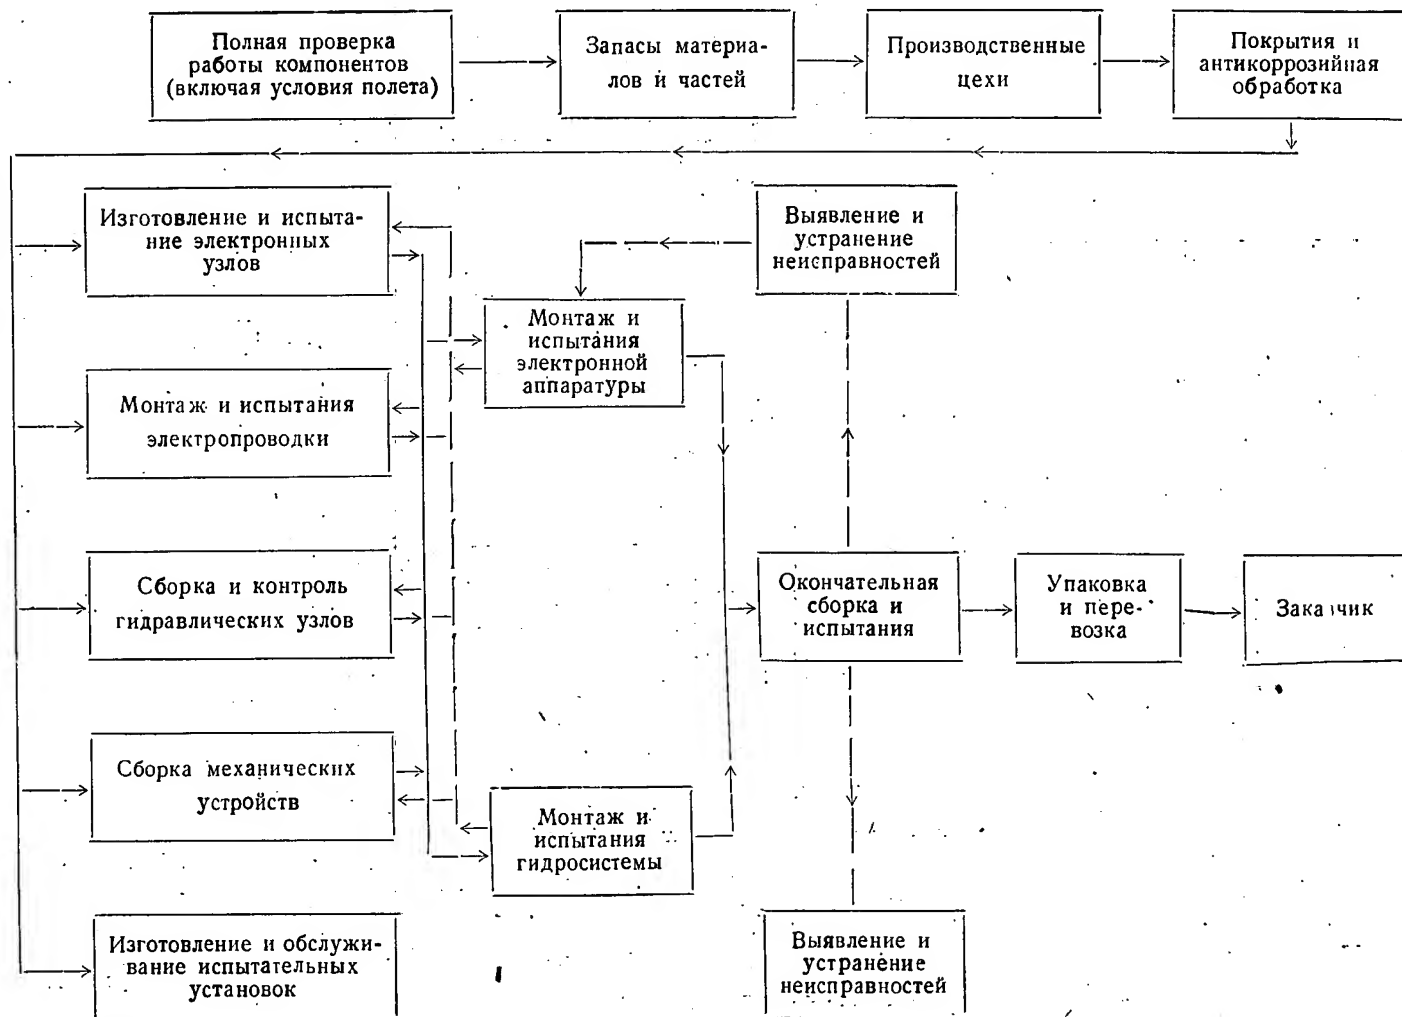 Полная проверка
работы компонентов
(включая условия полета)
Запасы материа-
лов и частей
Производственные
цехи
Покрытия и
антикоррозийная
обработка
Изготовление и испыта-
ние электронных
узлов
Выявление и
устранение
неисправностей
Монтаж и
испытания
электронной
аппаратуры
Монтаж и испытания
электропроводки
Сборка и контроль
гидравлических узлов
Окончательная
сборка и
испытания
Упаковка
и пере-
возка
Заказчик
Сборка механических
устройств
Монтаж и
испытания
гидросистемы
Изготовление и обслужи-
вание испытательных
установок
Выявление и
устранение
неисправностей